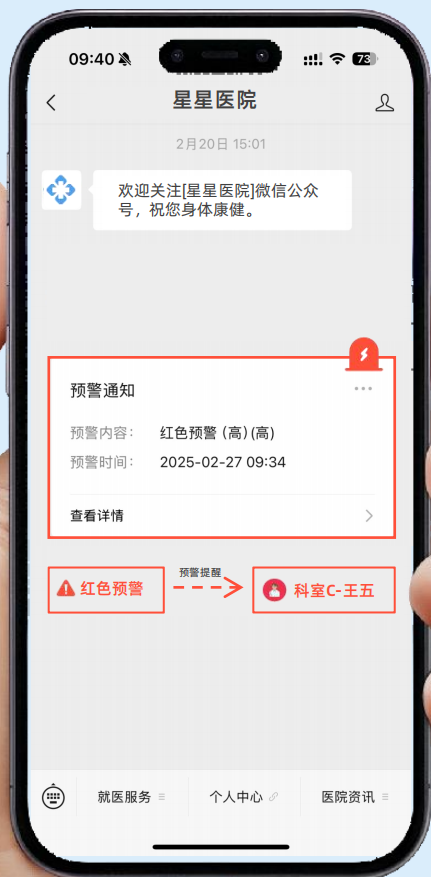 09:40
73
星星医院
2月20日 15:01
欢迎关注[星星医院]微信公众
号，祝您身体康健。
预警通知
预警内容： 红色预警（高）(高)
预警时间： 2025-02-27 09:34
查看详情
红色预警
预警提醒
科室C-王五
就医服务
个人中心
医院资讯